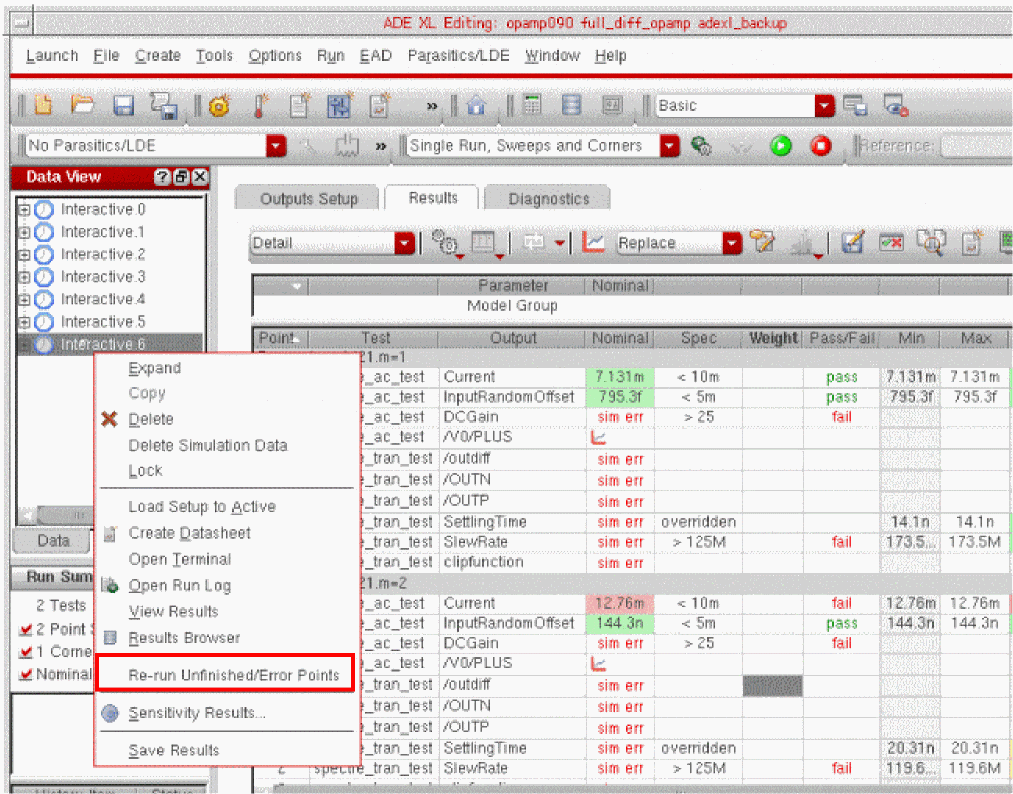 ADE XL Editing: opamp090 full_diff_opamp adexl_backup
Launch File Create Tools Options Run EAD Parasitics/LDE Window Help
» Basic
No Parasitics/LDE » Single Run, Sweeps and Corners Reference:
Data View
Interactive.0
Interactive.1
Interactive.2
Interactive.3
Interactive.4
Interactive.5
Interactive.6
Data
Run Sum
2 Tests
2 Point
1 Corne
Nominal
Expand
Copy
Delete
Delete Simulation Data
Lock
Load Setup to Active
Create Datasheet
Open Terminal
Open Run Log
View Results
Results Browser
Re-run Unfinished/Error Points
Sensitivity Results...
Save Results
Outputs Setup Results Diagnostics
Detail Replace
Parameter Nominal
Model Group
Point Test Output Nominal Spec Weight Pass/Fail Min Max
21.m=1
_ac_test Current 7.131m < 10m pass 7.131m 7.131m
_ac_test InputRandomOffset 795.3f < 5m pass 795.3f 795.3f
_ac_test DCGain sim err > 25 fail
_ac_test /V0/PLUS
_tran_test /outdiff sim err
_tran_test /OUTN sim err
_tran_test /OUTP sim err
_tran_test SettlingTime sim err overridden 14.1n 14.1n
_tran_test SlewRate sim err > 125M fail 173.5... 173.5M
_tran_test clipfunction sim err
21.m=2
_ac_test Current 12.76m < 10m fail 12.76m 12.76m
_ac_test InputRandomOffset 144.3n < 5m pass 144.3n 144.3n
_ac_test DCGain sim err > 25 fail
_ac_test /V0/PLUS
_tran_test /outdiff sim err
_tran_test /OUTN sim err
_tran_test /OUTP sim err
_tran_test SettlingTime sim err overridden 20.31n 20.31n
2 spectre_tran_test SlewRate sim err > 125M fail 119.6... 119.6M
History Item Status